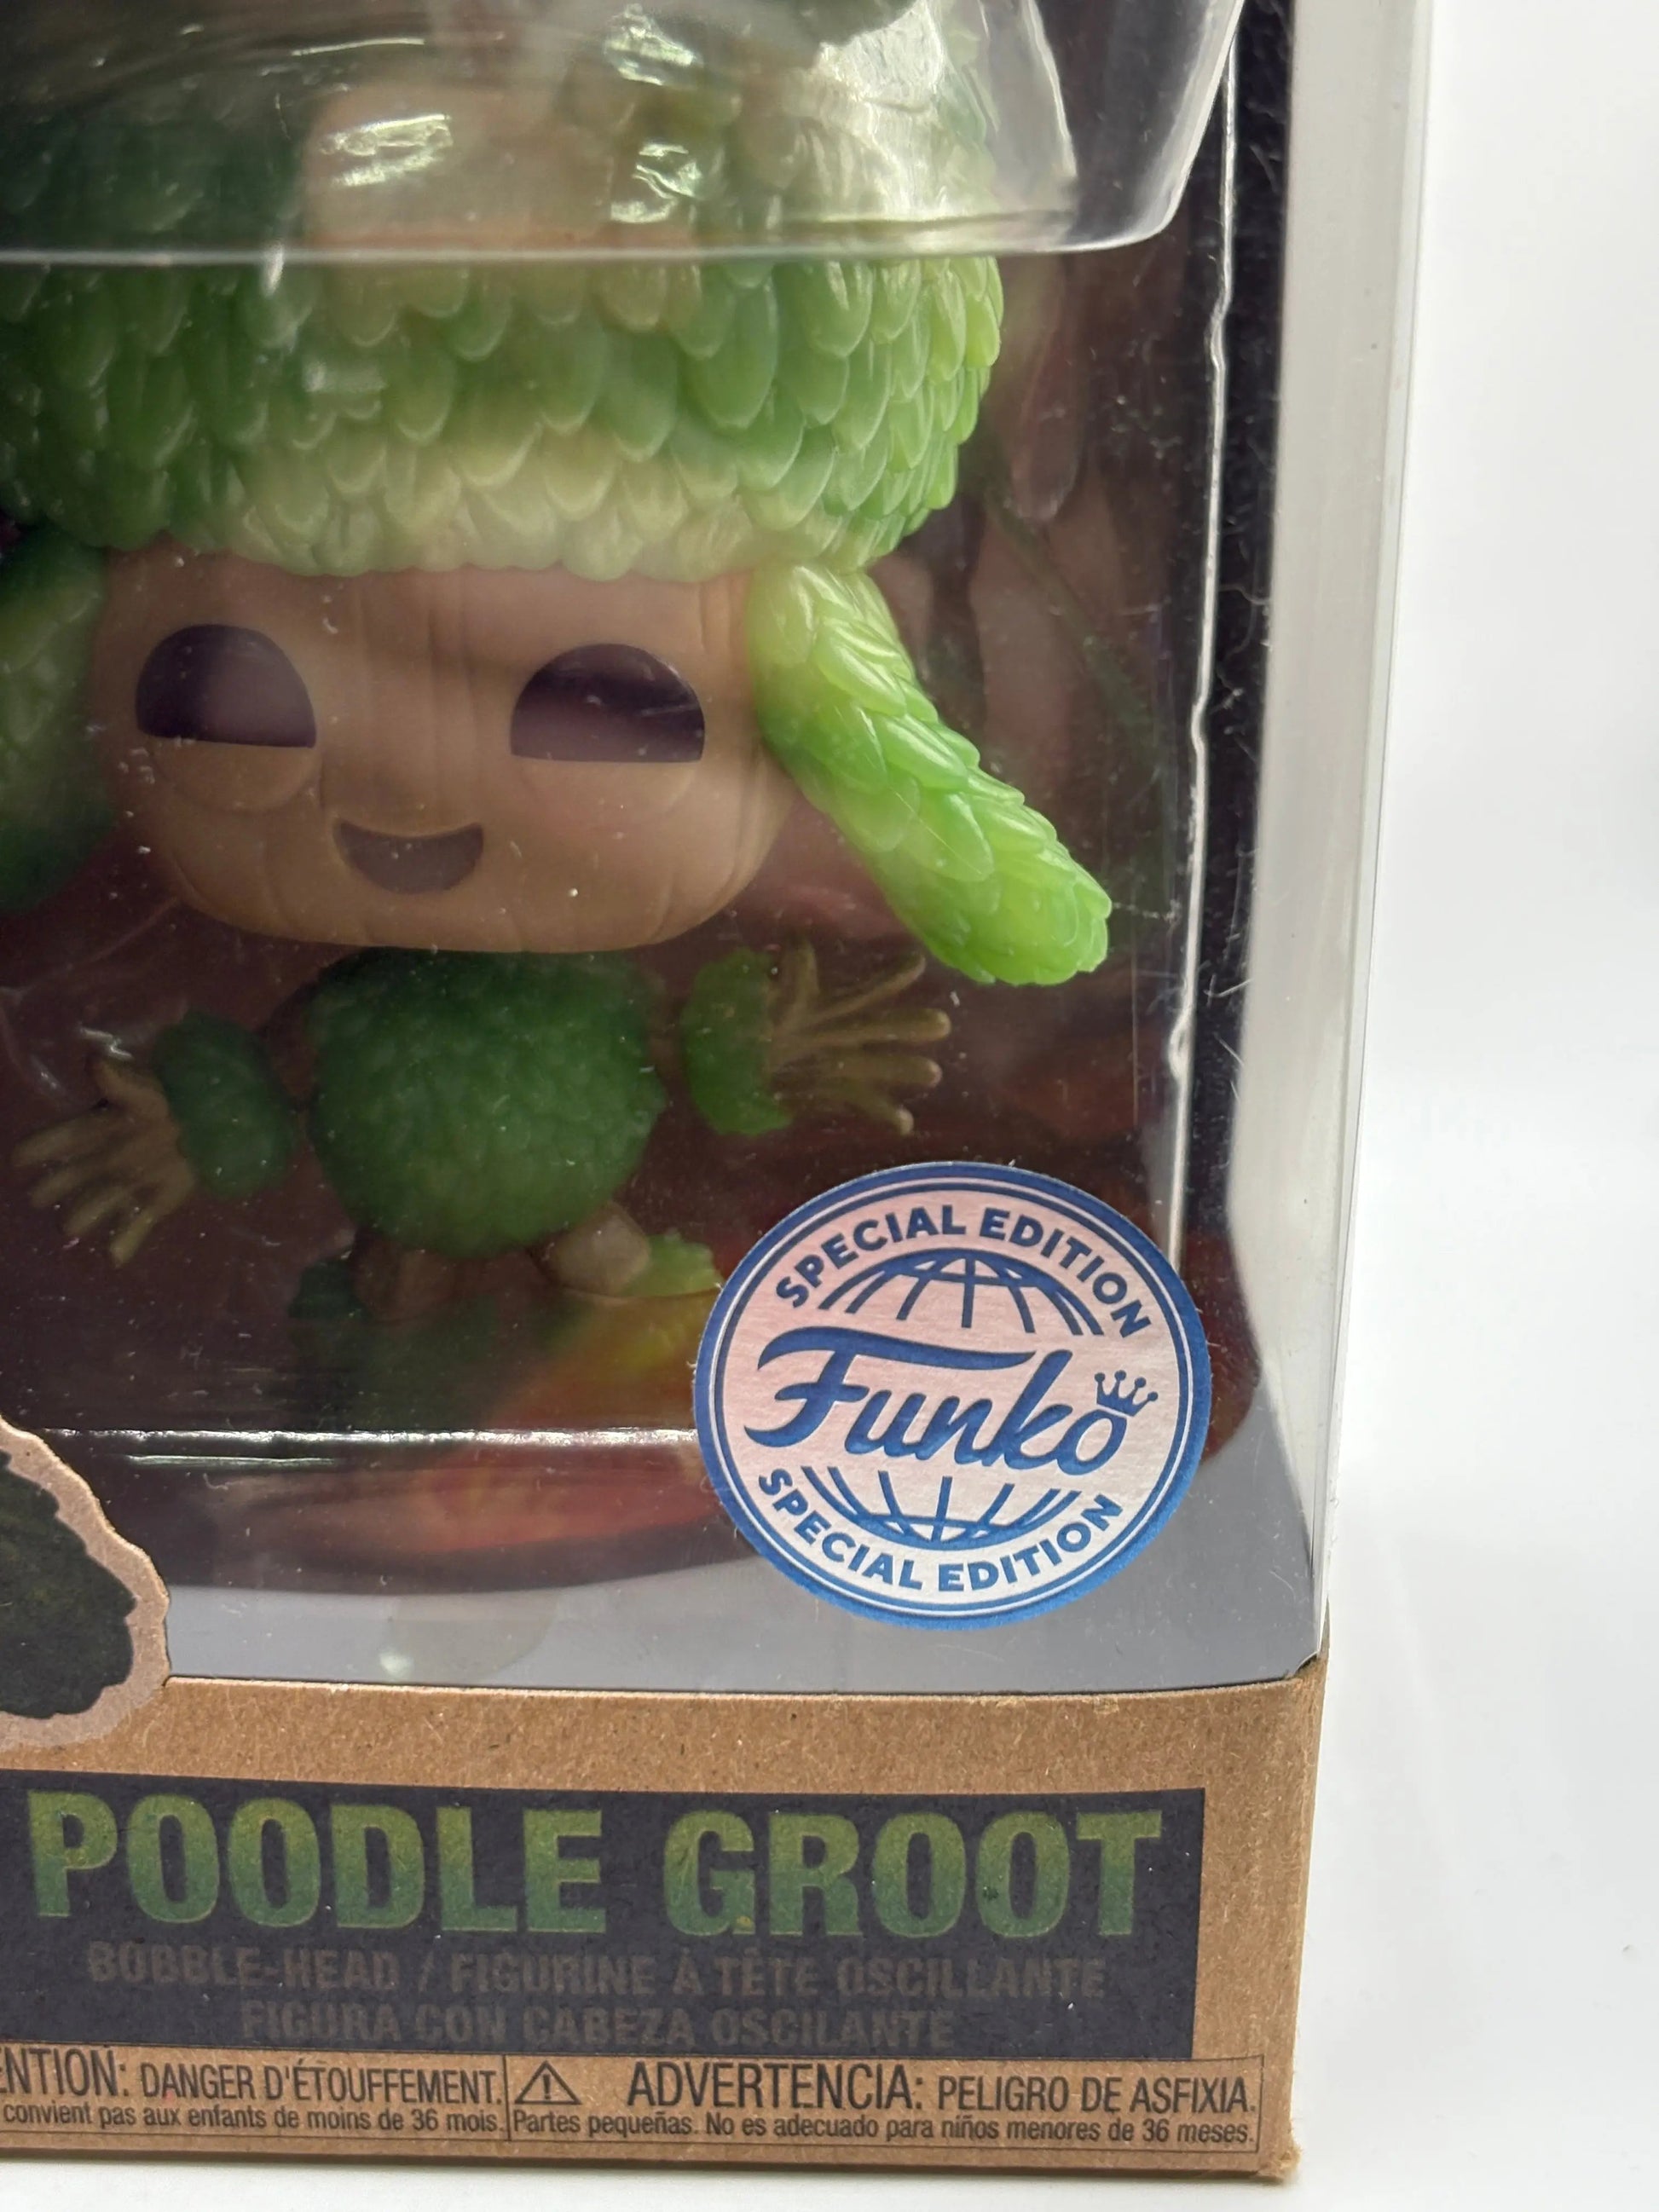 SPECIAL EDITION
Funko
SPECIAL EDITION
POODLE GROOT
BOBBLE-HEAD / FIGURINE À TÊTE OSCILLANTE
FIGURA CON CABEZA OSCILANTE
ENTION: DANGER D'ÉTOUFFEMENT.
convient pas aux enfants de moins de 36 mois.
ADVERTENCIA: PELIGRO DE ASFIXIA.
Partes pequeñas. No es adecuado para niños menores de 36 meses.